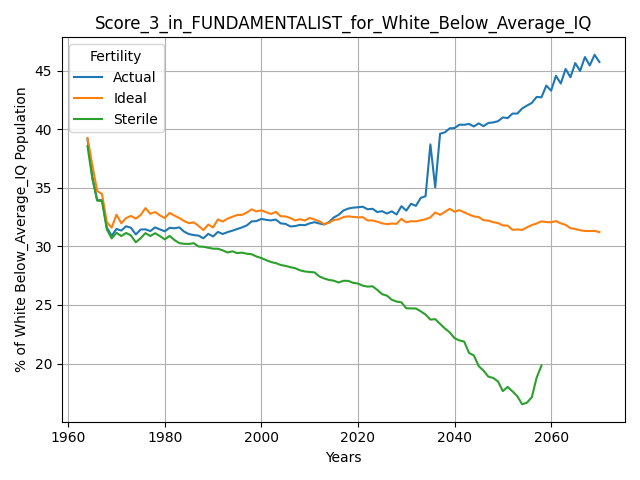 Score_3_in_FUNDAMENTALIST_for_White_Below_Average_IQ
Fertility
Actual
Ideal
Sterile
% of White Below_Average_IQ Population
45
40
35
30
25
20
1960
1980
2000
2020
2040
2060
Years